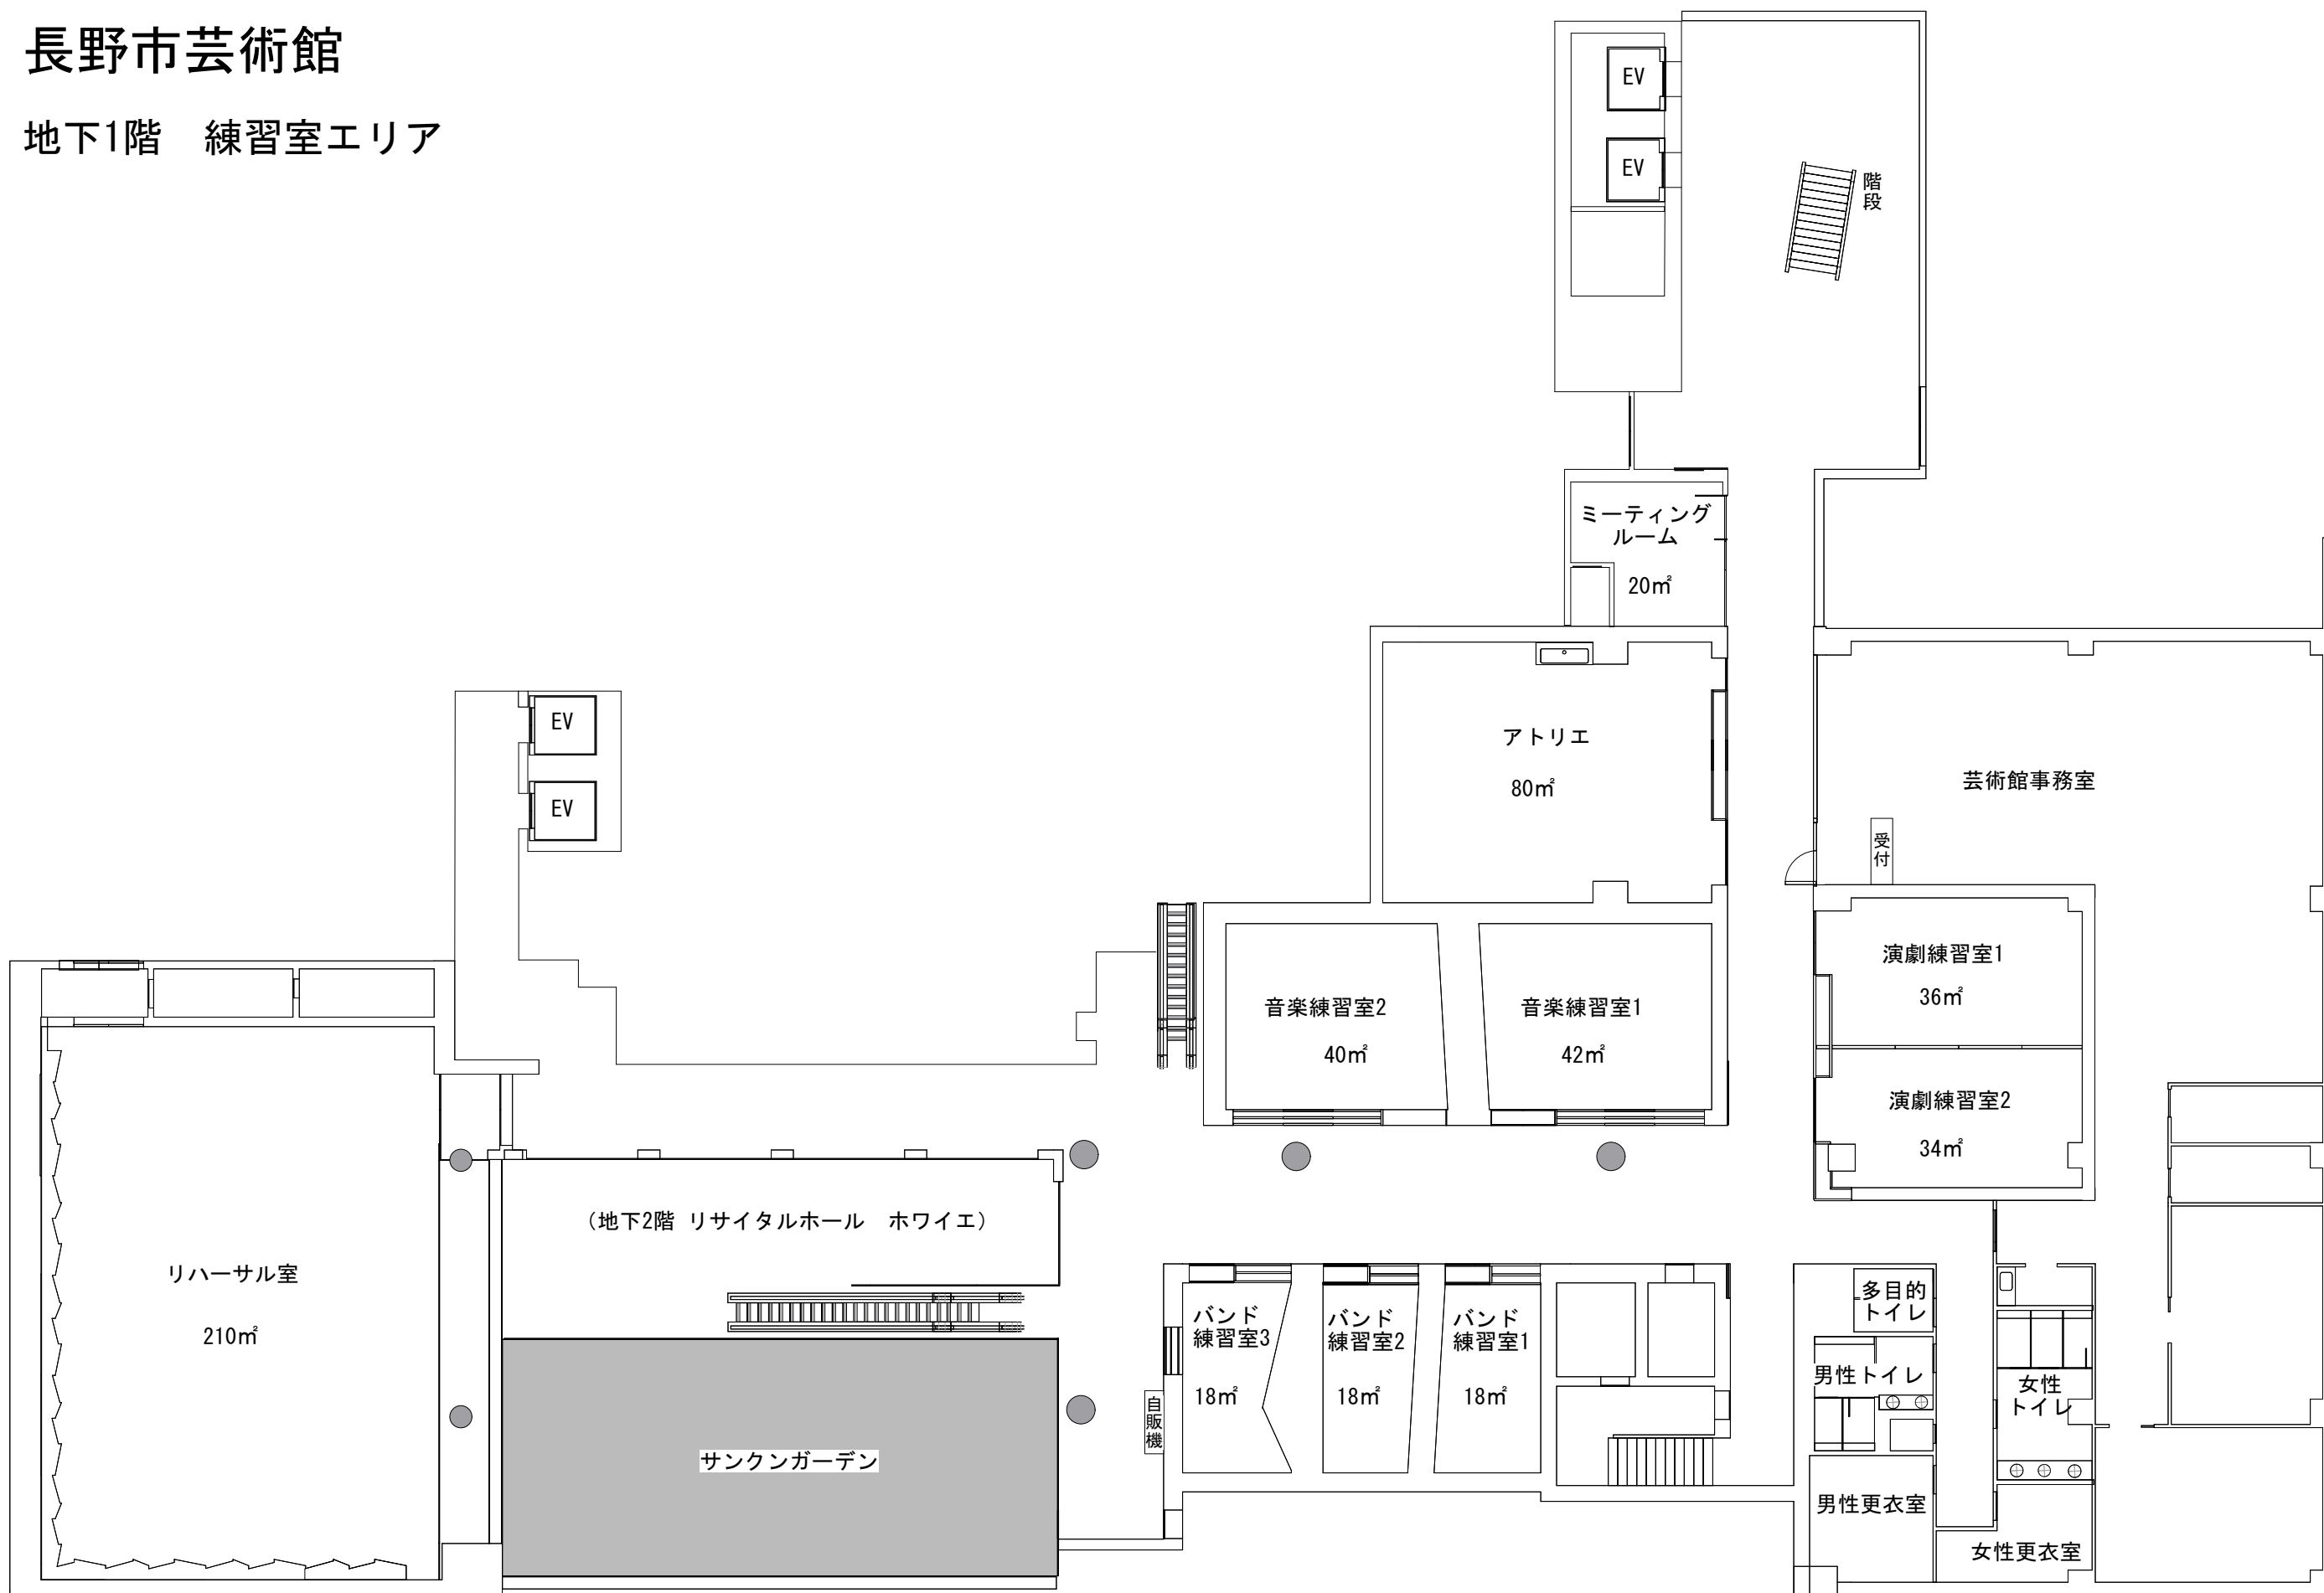 長野市芸術館
地下1階 練習室エリア
EV
EV
階段
ミーティング
ルーム
20㎡
アトリエ
80㎡
芸術館事務室
受付
EV
EV
演劇練習室1
36㎡
音楽練習室2
40㎡
音楽練習室1
42㎡
演劇練習室2
34㎡
(地下2階 リサイタルホール ホワイエ)
リハーサル室
210㎡
バンド
練習室3
18㎡
バンド
練習室2
18㎡
バンド
練習室1
18㎡
多目的
トイレ
男性トイレ
女性
トイレ
自販機
サンクンガーデン
男性更衣室
女性更衣室